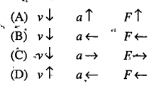 (A) v↓ a↑ F↑
(B) v↓ a← F←
(C) v↓ a→ F→
(D) v↑ a← F←